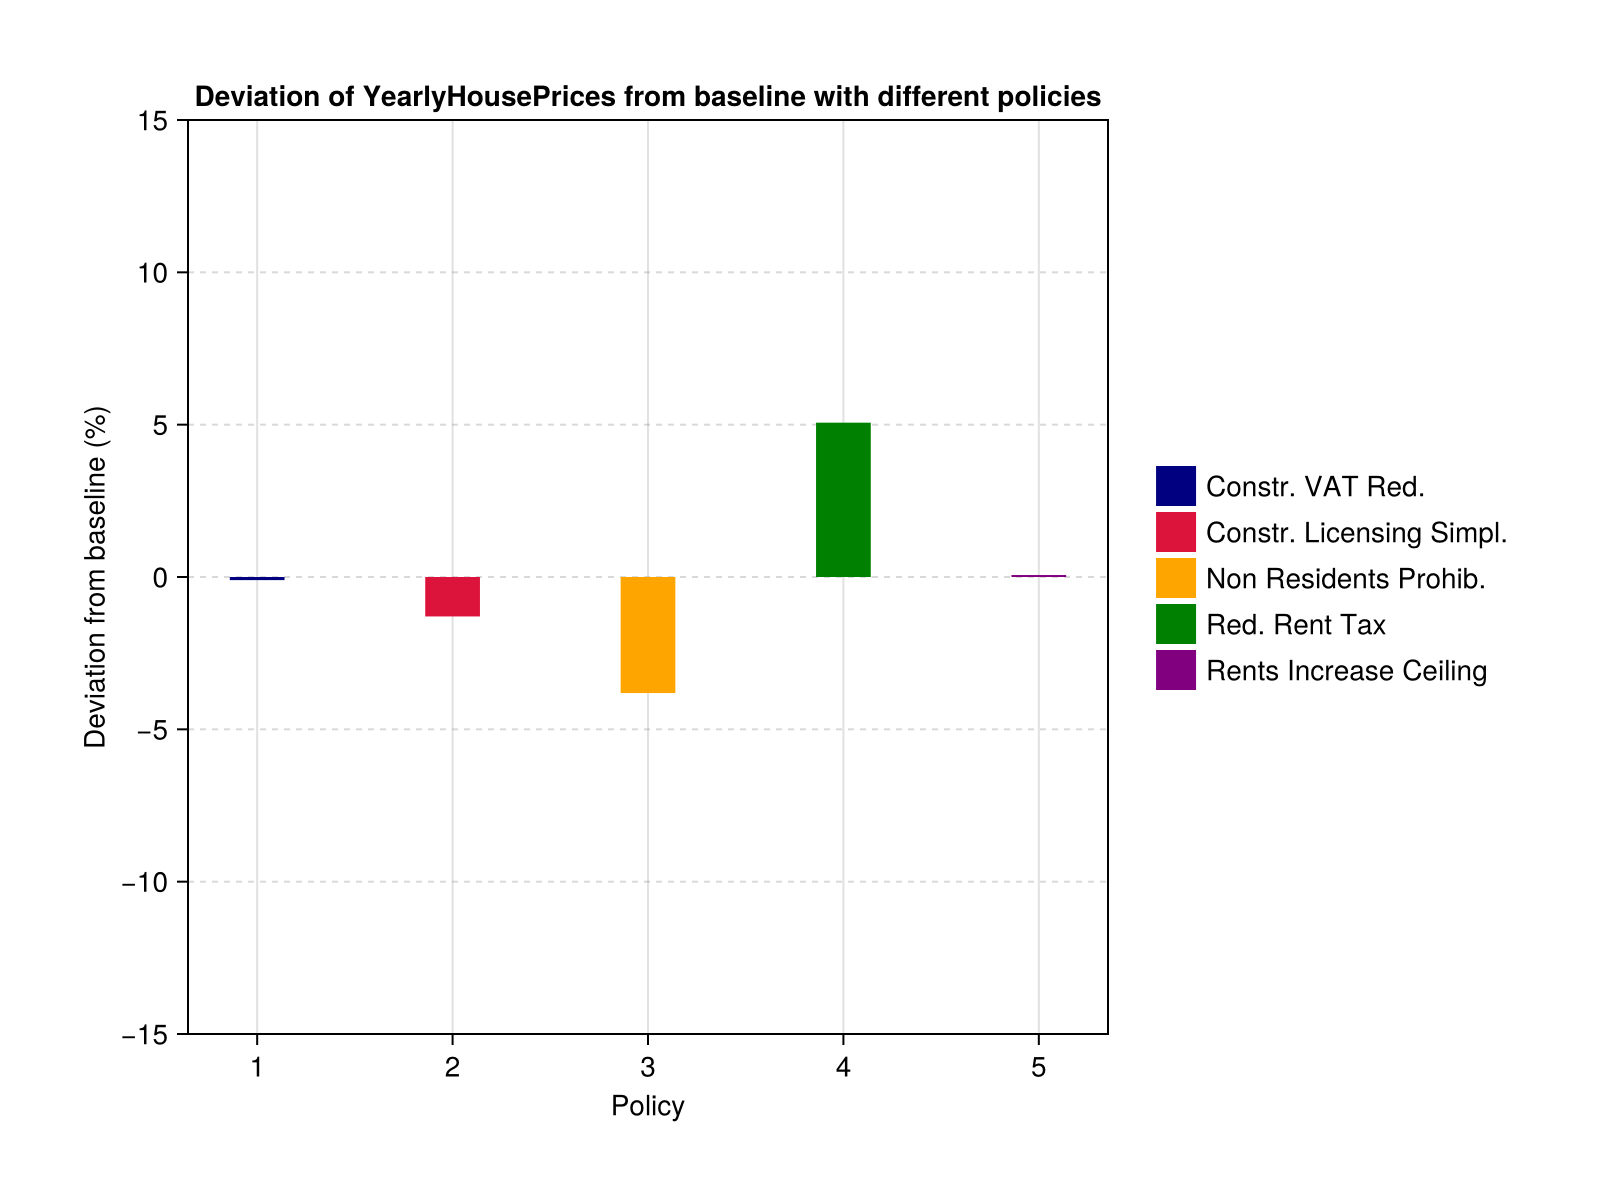 Deviation of YearlyHousePrices from baseline with different policies
15
10
5
0
−5
−10
−15
Deviation from baseline (%)
1 2 3 4 5
Policy
Constr. VAT Red.
Constr. Licensing Simpl.
Non Residents Prohib.
Red. Rent Tax
Rents Increase Ceiling